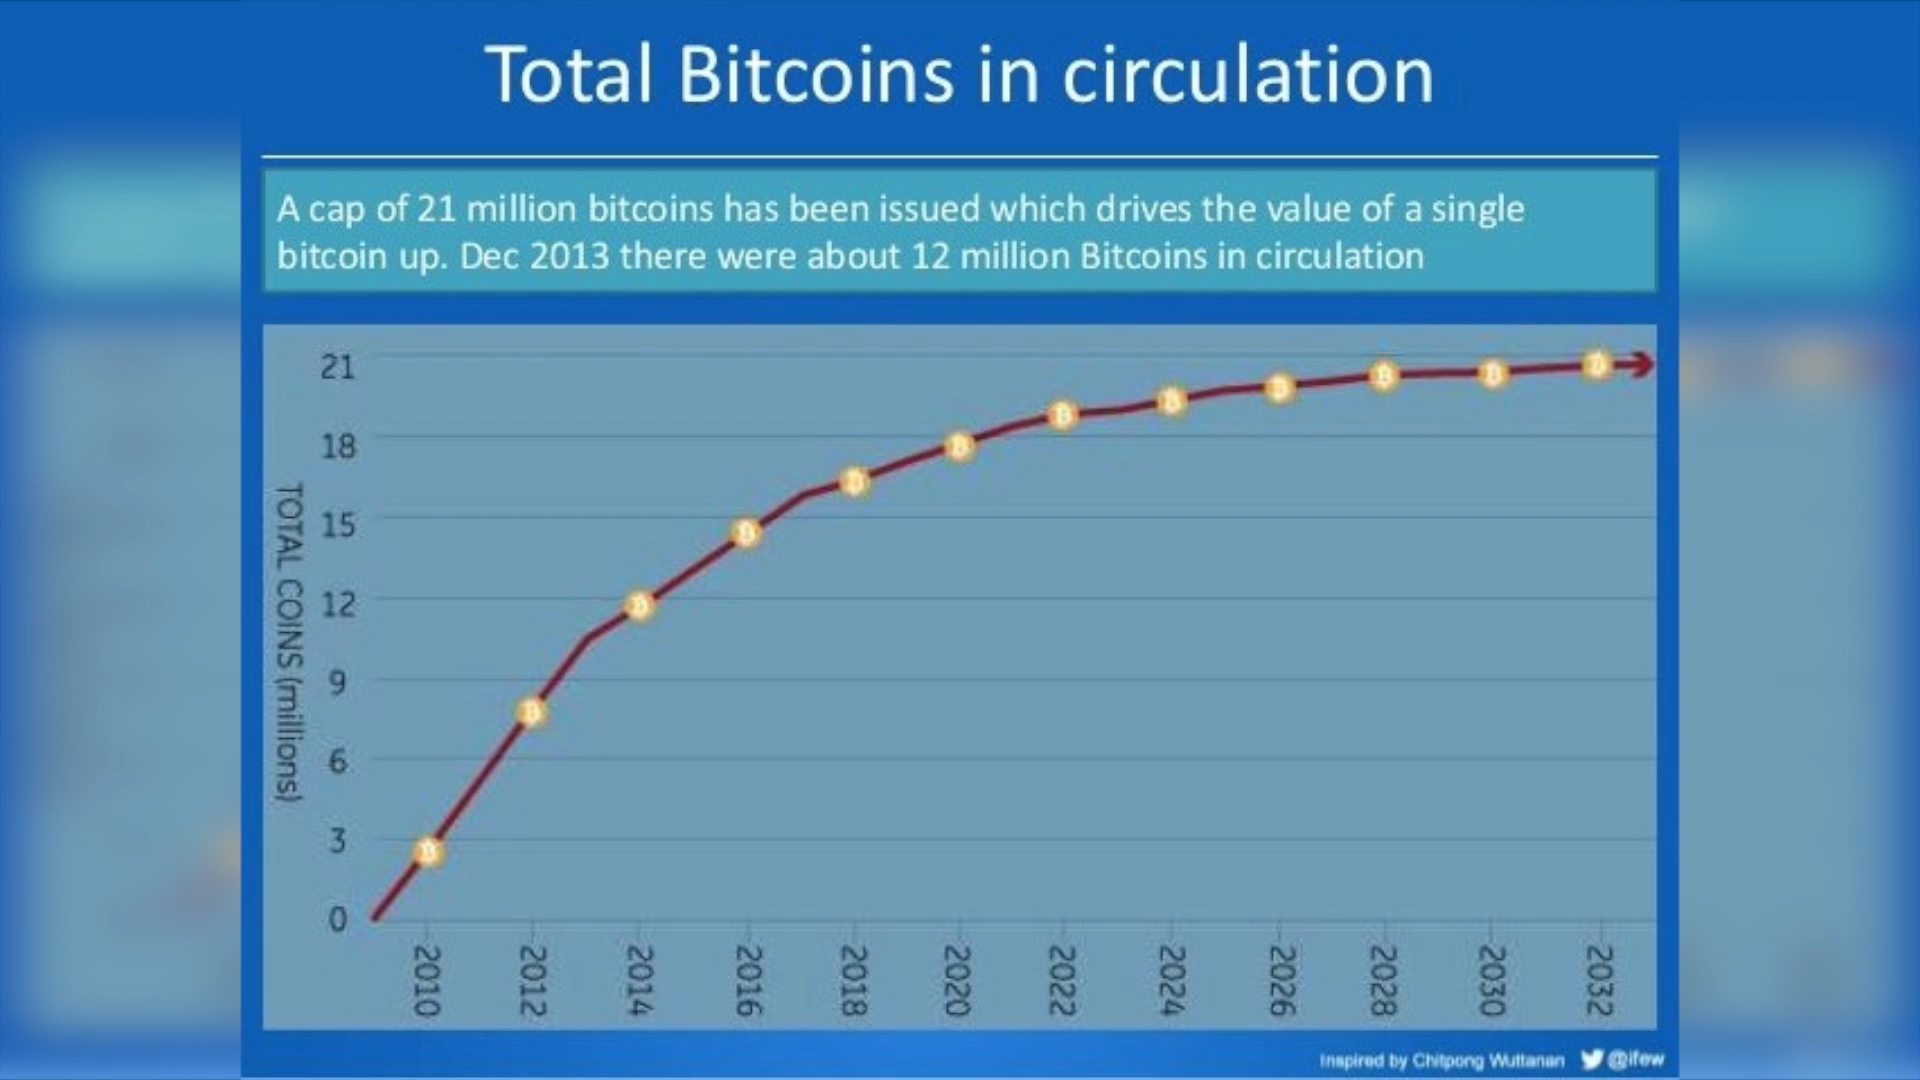 Total Bitcoins in circulation
A cap of 21 million bitcoins has been issued which drives the value of a single
bitcoin up. Dec 2013 there were about 12 million Bitcoins in circulation
TOTAL COINS (millions)
21
18
15
12
9
6
3
0
2010 2012 2014 2016 2018 2020 2022 2024 2026 2028 2030 2032
Inspired by Chitpong Wuttanan @ifew